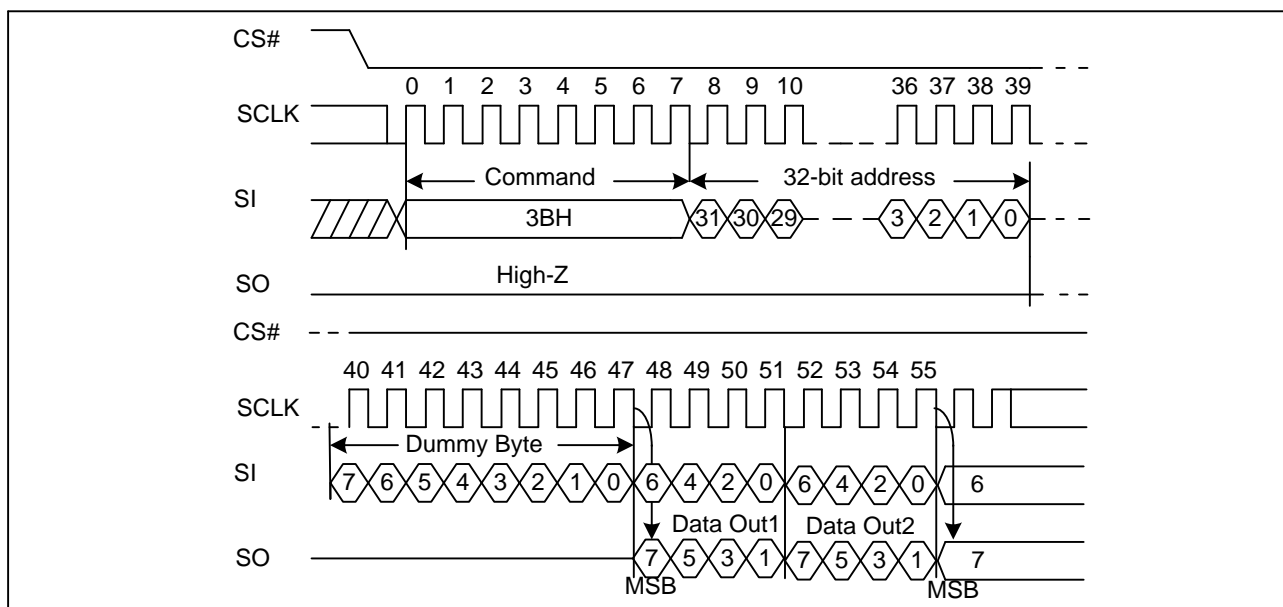 CS#
0 1 2 3 4 5 6 7 8 9 10 36 37 38 39
SCLK
Command 32-bit address
SI
3BH 31 30 29 3 2 1 0
High-Z
SO
CS#
40 41 42 43 44 45 46 47 48 49 50 51 52 53 54 55
SCLK
Dummy Byte
SI
7 6 5 4 3 2 1 0 6 4 2 0 6 4 2 0 6
Data Out1 Data Out2
SO
7 5 3 1 7 5 3 1 7
MSB MSB